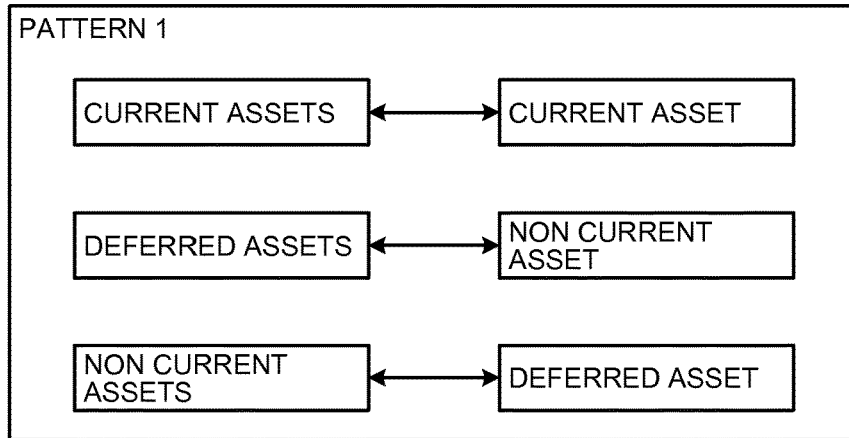 PATTERN 1
CURRENT ASSETS
CURRENT ASSET
DEFERRED ASSETS
NON CURRENT
ASSET
NON CURRENT
ASSETS
DEFERRED ASSET